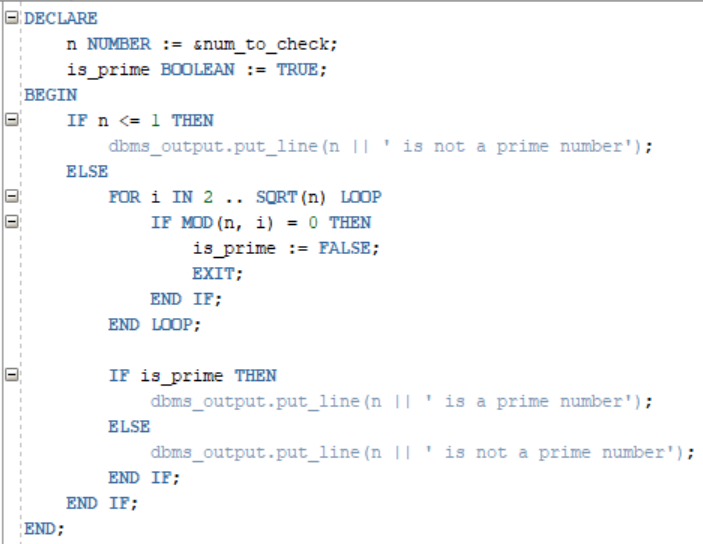 DECLARE
    n NUMBER := &num_to_check;
    is_prime BOOLEAN := TRUE;
BEGIN
    IF n <= 1 THEN
        dbms_output.put_line(n || ' is not a prime number');
    ELSE
        FOR i IN 2 .. SQRT(n) LOOP
            IF MOD(n, i) = 0 THEN
                is_prime := FALSE;
                EXIT;
            END IF;
        END LOOP;

        IF is_prime THEN
            dbms_output.put_line(n || ' is a prime number');
        ELSE
            dbms_output.put_line(n || ' is not a prime number');
        END IF;
    END IF;
END;